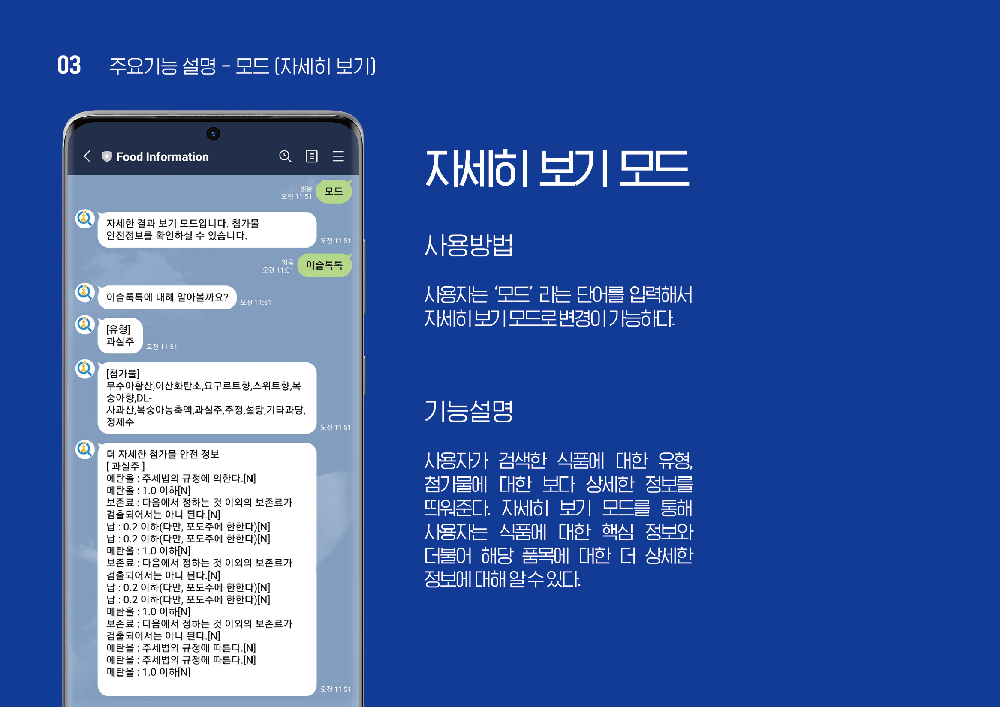 03 주요기능 설명 - 모드 (자세히 보기)
Food Information
모드
읽음
오전 11:51
자세한 결과 보기 모드입니다. 첨가물
안전정보를 확인하실 수 있습니다.
오전 11:51
이슬톡톡
읽음
오전 11:51
이슬톡톡에 대해 알아볼까요?
오전 11:51
[유형]
과실주
오전 11:51
[첨가물]
무수아황산,이산화탄소,요구르트향,스위트향,복
숭아향,DL-
사과산,복숭아농축액,과실주,주정,설탕,기타과당,
정제수
오전 11:51
더 자세한 첨가물 안전 정보
[ 과실주 ]
에탄올 : 주세법의 규정에 의한다.[N]
메탄올 : 1.0 이하[N]
보존료 : 다음에서 정하는 것 이외의 보존료가
검출되어서는 아니 된다.[N]
납 : 0.2 이하(다만, 포도주에 한한다)[N]
납 : 0.2 이하(다만, 포도주에 한한다)[N]
메탄올 : 1.0 이하[N]
보존료 : 다음에서 정하는 것 이외의 보존료가
검출되어서는 아니 된다.[N]
납 : 0.2 이하(다만, 포도주에 한한다)[N]
납 : 0.2 이하(다만, 포도주에 한한다)[N]
메탄올 : 1.0 이하[N]
보존료 : 다음에서 정하는 것 이외의 보존료가
검출되어서는 아니 된다.[N]
에탄올 : 주세법의 규정에 따른다.[N]
에탄올 : 주세법의 규정에 따른다.[N]
메탄올 : 1.0 이하[N]
오전 11:51
자세히 보기 모드
사용방법
사용자는 ‘모드’ 라는 단어를 입력해서
자세히 보기 모드로 변경이 가능하다.
기능설명
사용자가 검색한 식품에 대한 유형,
첨가물에 대한 보다 상세한 정보를
띄워준다. 자세히 보기 모드를 통해
사용자는 식품에 대한 핵심 정보와
더불어 해당 품목에 대한 더 상세한
정보에 대해 알 수 있다.